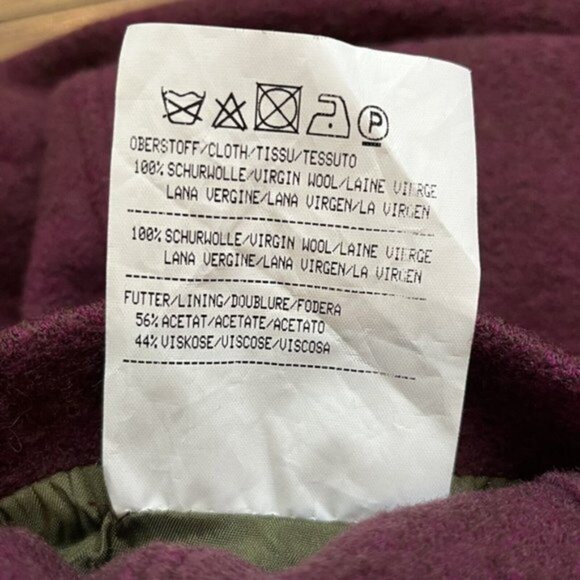 P
OBERSTOFF/CLOTH/TISSU/TESSUTO
100% SCHURWOLLE/VIRGIN WOOL/LAINE VIERGE
LANA VERGINE/LANA VIRGEN/LA VIRGEN
100% SCHURWOLLE/VIRGIN WOOL/LAINE VIERGE
LANA VERGINE/LANA VIRGEN/LA VIRGEN
FUTTER/LINING/DOUBLURE/FODERA
56% ACETAT/ACETATE/ACETATO
44% VISKOSE/VISCOSE/VISCOSA